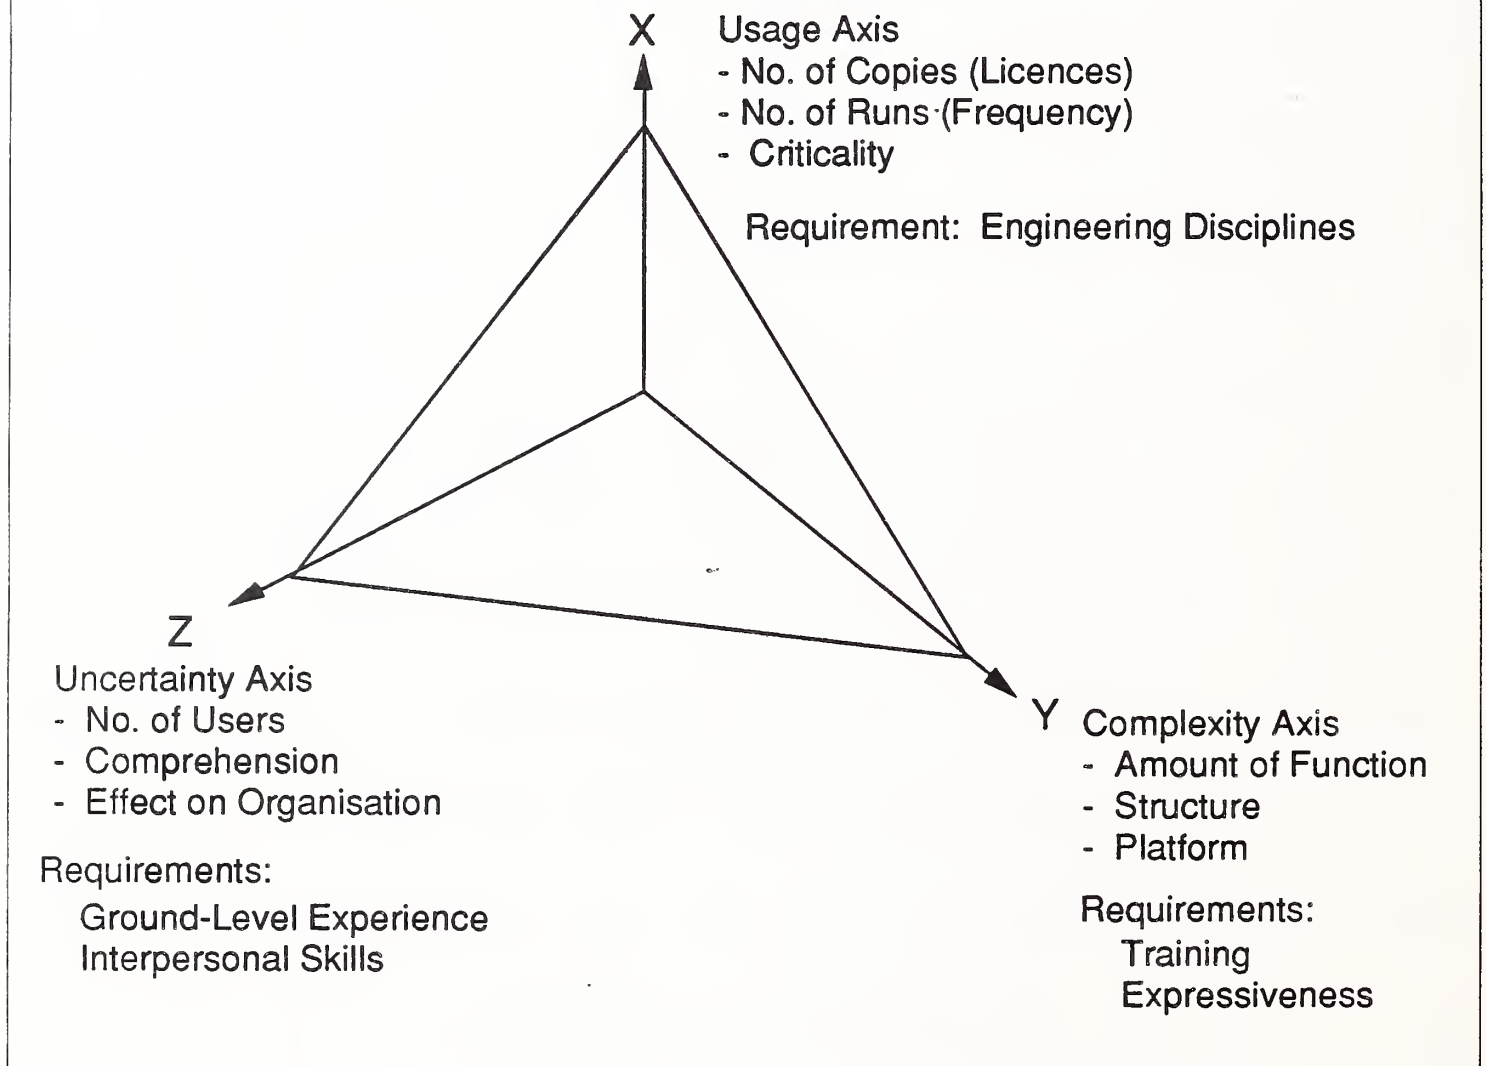 X
Usage Axis
- No. of Copies (Licences)
- No. of Runs (Frequency)
- Criticality
Requirement: Engineering Disciplines
Z
Uncertainty Axis
- No. of Users
- Comprehension
- Effect on Organisation
Requirements:
Ground-Level Experience
Interpersonal Skills
Y
Complexity Axis
- Amount of Function
- Structure
- Platform
Requirements:
Training
Expressiveness